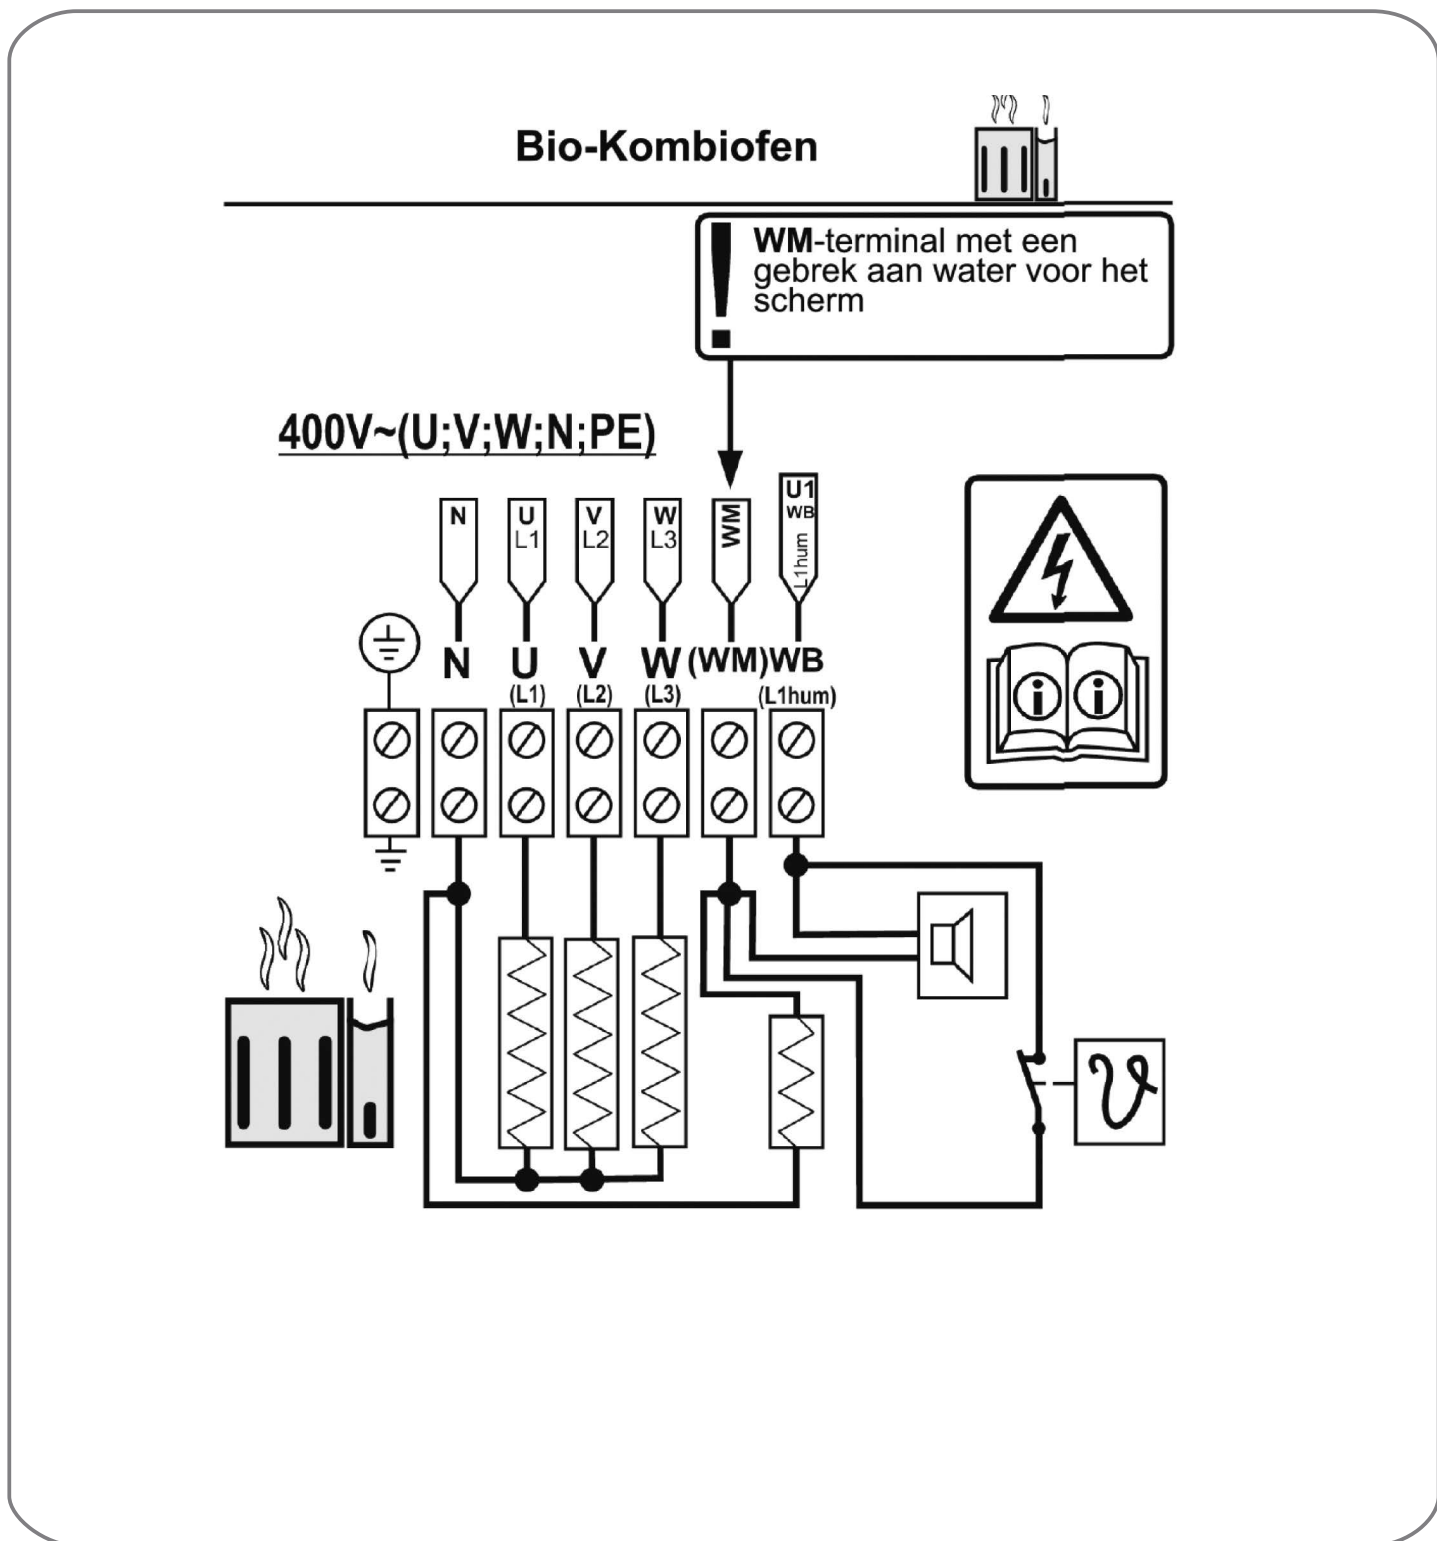 Bio-Kombiofen
WM-terminal met een
gebrek aan water voor het
scherm
400V~(U;V;W;N;PE)
N
U
L1
V
L2
W
L3
WM
U1
WB
L1hum
N U V W (WM) WB
(L1) (L2) (L3) (L1hum)